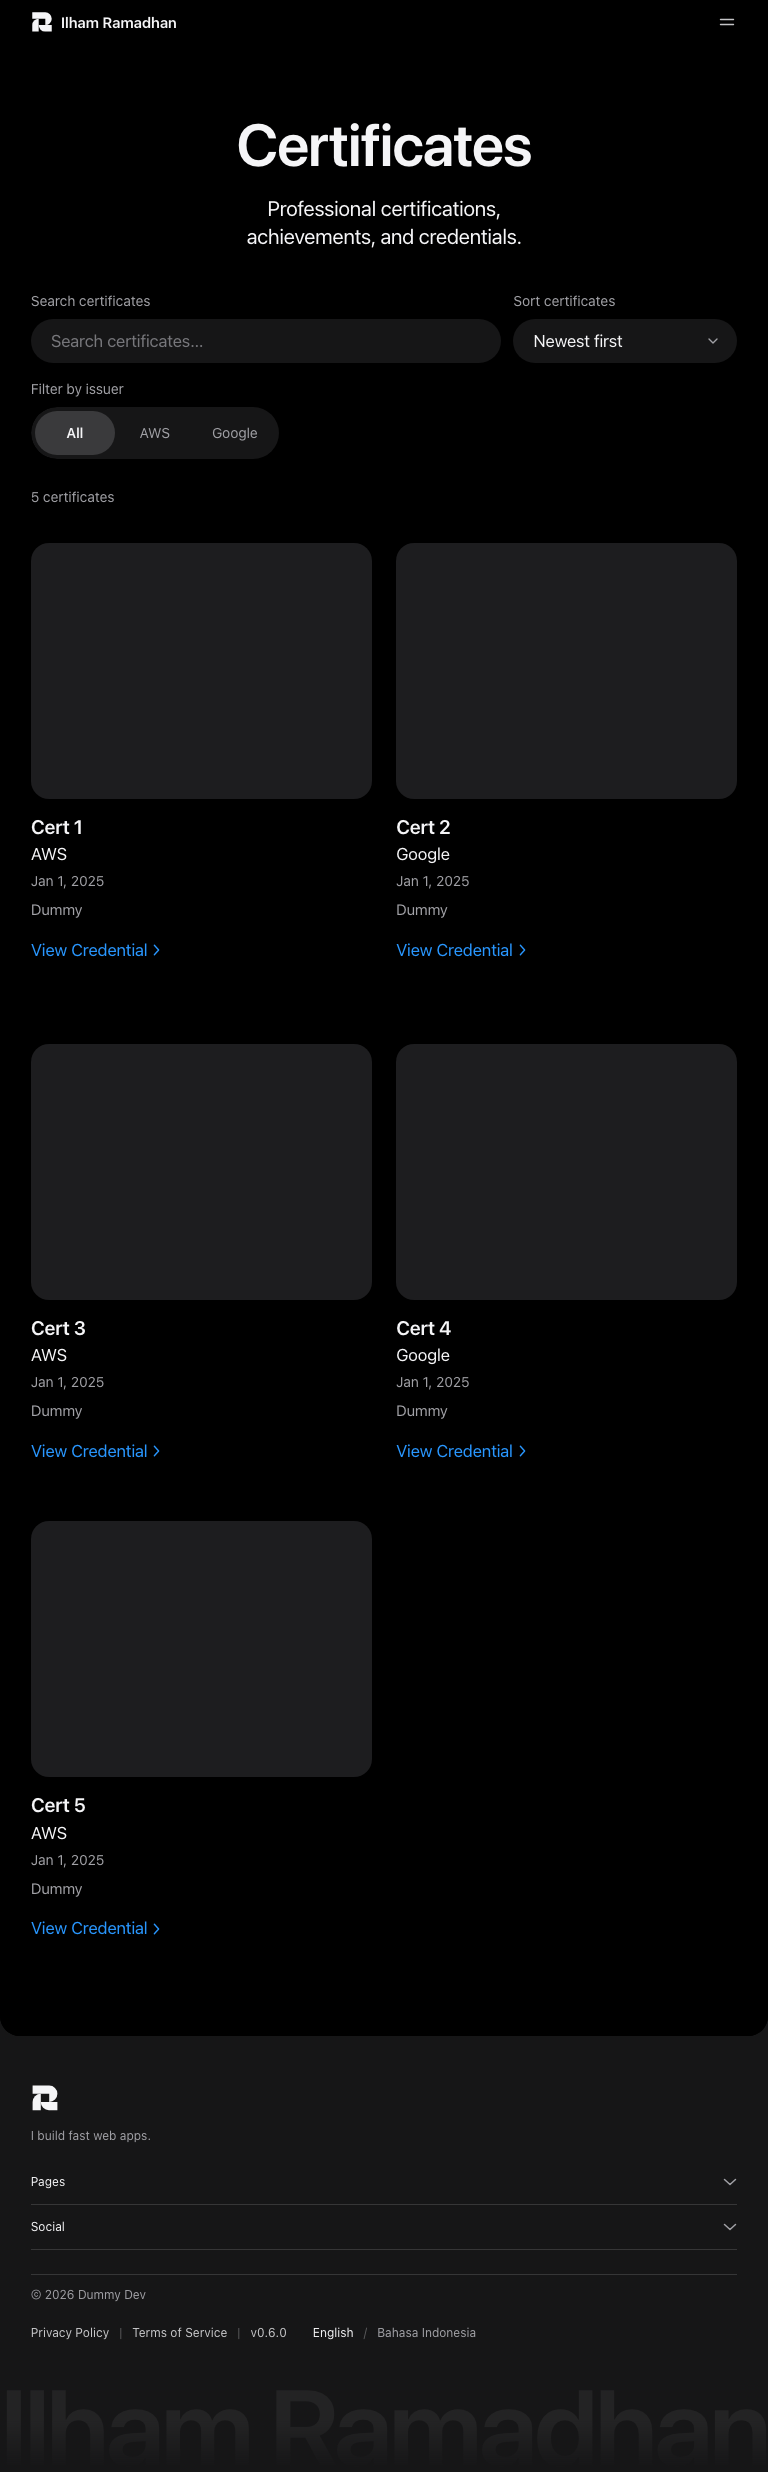 Ilham Ramadhan
Certificates
Professional certifications,
achievements, and credentials.
Search certificates
Sort certificates
Search certificates...
Newest first
Filter by issuer
All
AWS
Google
5 certificates
Cert 1
AWS
Jan 1, 2025
Dummy
View Credential
Cert 2
Google
Jan 1, 2025
Dummy
View Credential
Cert 3
AWS
Jan 1, 2025
Dummy
View Credential
Cert 4
Google
Jan 1, 2025
Dummy
View Credential
Cert 5
AWS
Jan 1, 2025
Dummy
View Credential
I build fast web apps.
Pages
Social
© 2026 Dummy Dev
Privacy Policy | Terms of Service | v0.6.0 English / Bahasa Indonesia
Ilham Ramadhan